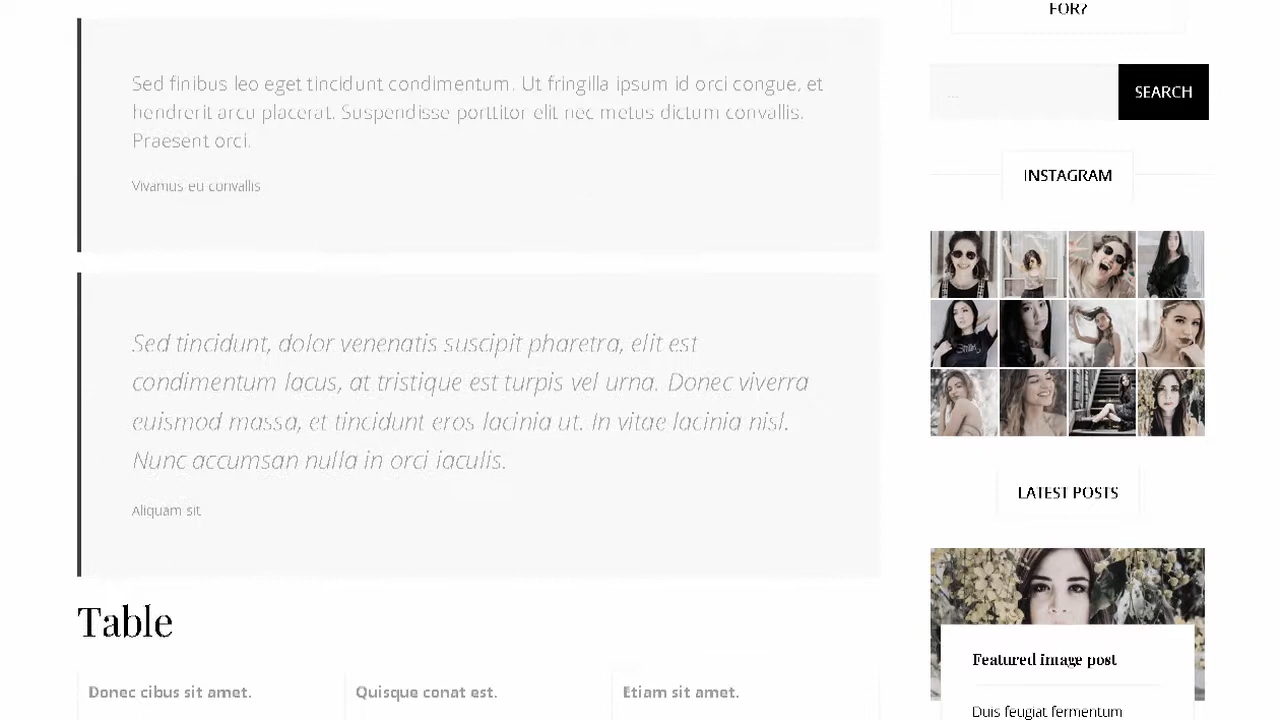 Sed finibus leo eget tincidunt condimentum. Ut fringilla ipsum id orci congue, et
hendrerit arcu placerat. Suspendisse porttitor elit nec metus dictum convallis.
Praesent orci.
Vivamus eu convallis
Sed tincidunt, dolor venenatis suscipit pharetra, elit est
condimentum lacus, at tristique est turpis vel urna. Donec viverra
euismod massa, et tincidunt eros lacinia ut. In vitae lacinia nisl.
Nunc accumsan nulla in orci iaculis.
Aliquam sit
Table
Donec cibus sit amet.
Quisque conat est.
Etiam sit amet.
FOR?
...
SEARCH
INSTAGRAM
LATEST POSTS
Featured image post
Duis feugiat fermentum